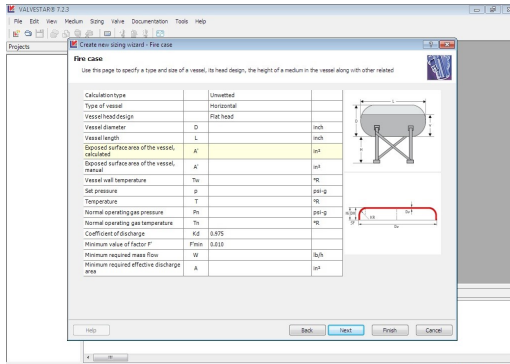 VALVESTAR® 7.2.3
File Edit View Medium Sizing Valve Documentation Tools Help
Projects
Create new sizing wizard - Fire case
Fire case
Use this page to specify a type and size of a vessel, its head design, the height of a medium in the vessel along with other related
Calculation type Unwetted
Type of vessel Horizontal
Vessel head design Flat head
Vessel diameter D inch
Vessel length L inch
Exposed surface area of the vessel, calculated A' in²
Exposed surface area of the vessel, manual A' in²
Vessel wall temperature Tw °R
Set pressure p psi-g
Temperature T °R
Normal operating gas pressure Pn psi-g
Normal operating gas temperature Tn °R
Coefficient of discharge Kd 0.975
Minimum value of factor F' F'min 0.010
Minimum required mass flow W lb/h
Minimum required effective discharge area A in²
L
D
H
Help Back Next Finish Cancel